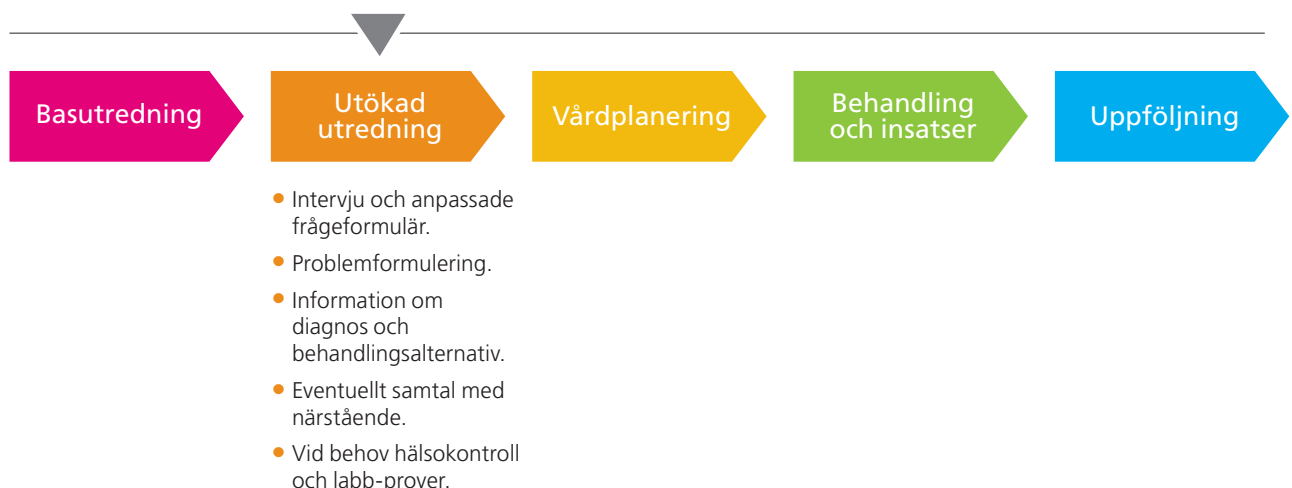 Basutredning
Utökad
utredning
Vårdplanering
Behandling
och insatser
Uppföljning
• Intervju och anpassade
frågeformulär.
• Problemformulering.
• Information om
diagnos och
behandlingsalternativ.
• Eventuellt samtal med
närstående.
• Vid behov hälsokontroll
och labb-prover.